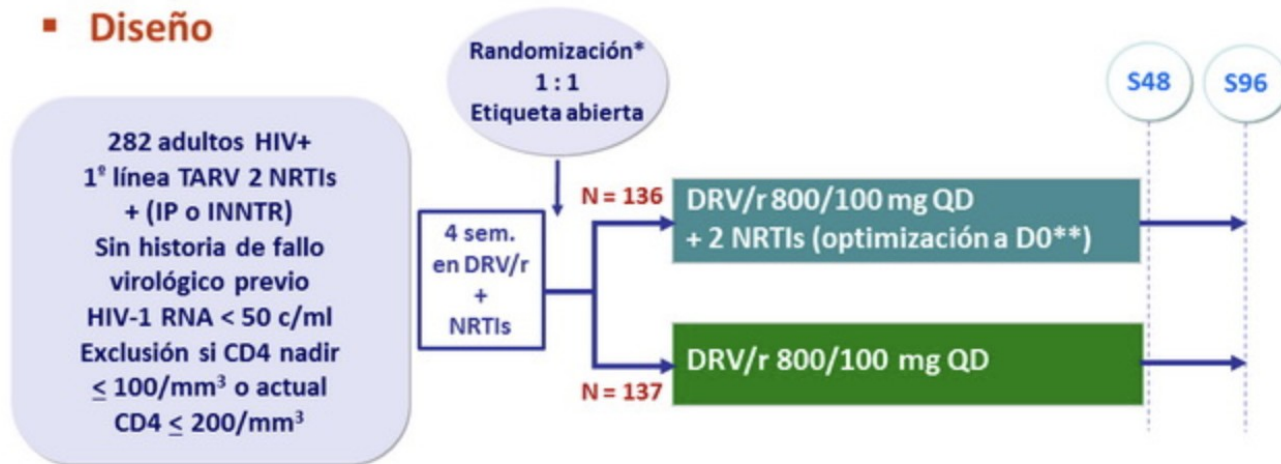 ▪ Diseño
282 adultos HIV+
1º línea TARV 2 NRTIs
+ (IP o INNTR)
Sin historia de fallo
virológico previo
HIV-1 RNA < 50 c/ml
Exclusión si CD4 nadir
≤ 100/mm³ o actual
CD4 ≤ 200/mm³
4 sem.
en DRV/r
+
NRTIs
Randomización*
1 : 1
Etiqueta abierta
N = 136
DRV/r 800/100 mg QD
+ 2 NRTIs (optimización a D0**)
N = 137
DRV/r 800/100 mg QD
S48
S96